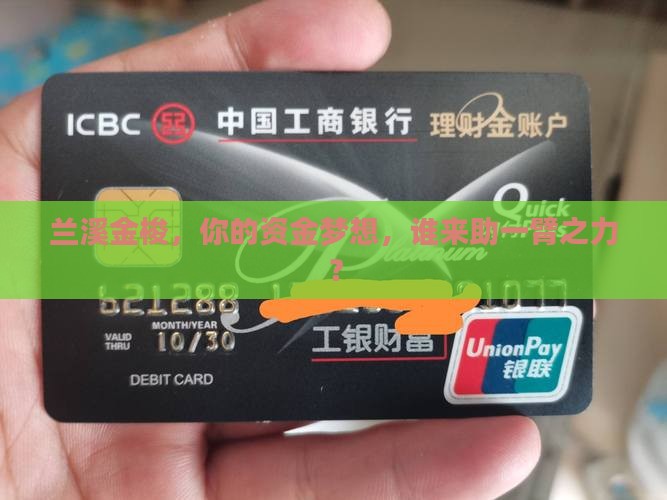 ICBC 中国工商银行 理财金账户
Quick
兰溪金梭，你的资金梦想，谁来助一臂之力
？
Platinum
621288
MONTH/YEAR
VALID THRU 10/30
工银财富
UnionPay
银联
DEBIT CARD